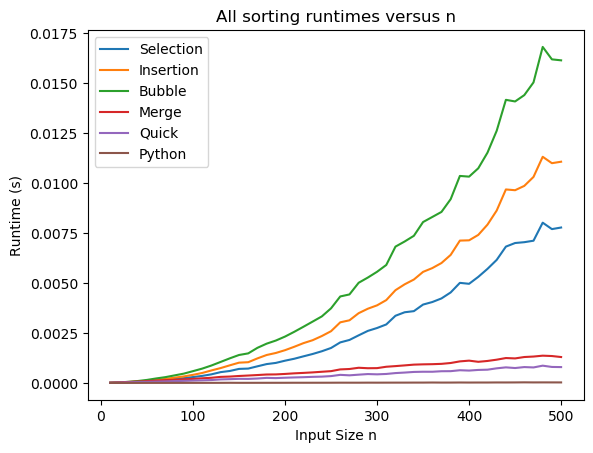 All sorting runtimes versus n
Selection
Insertion
Bubble
Merge
Quick
Python
Runtime (s)
0.0175
0.0150
0.0125
0.0100
0.0075
0.0050
0.0025
0.0000
0 100 200 300 400 500
Input Size n